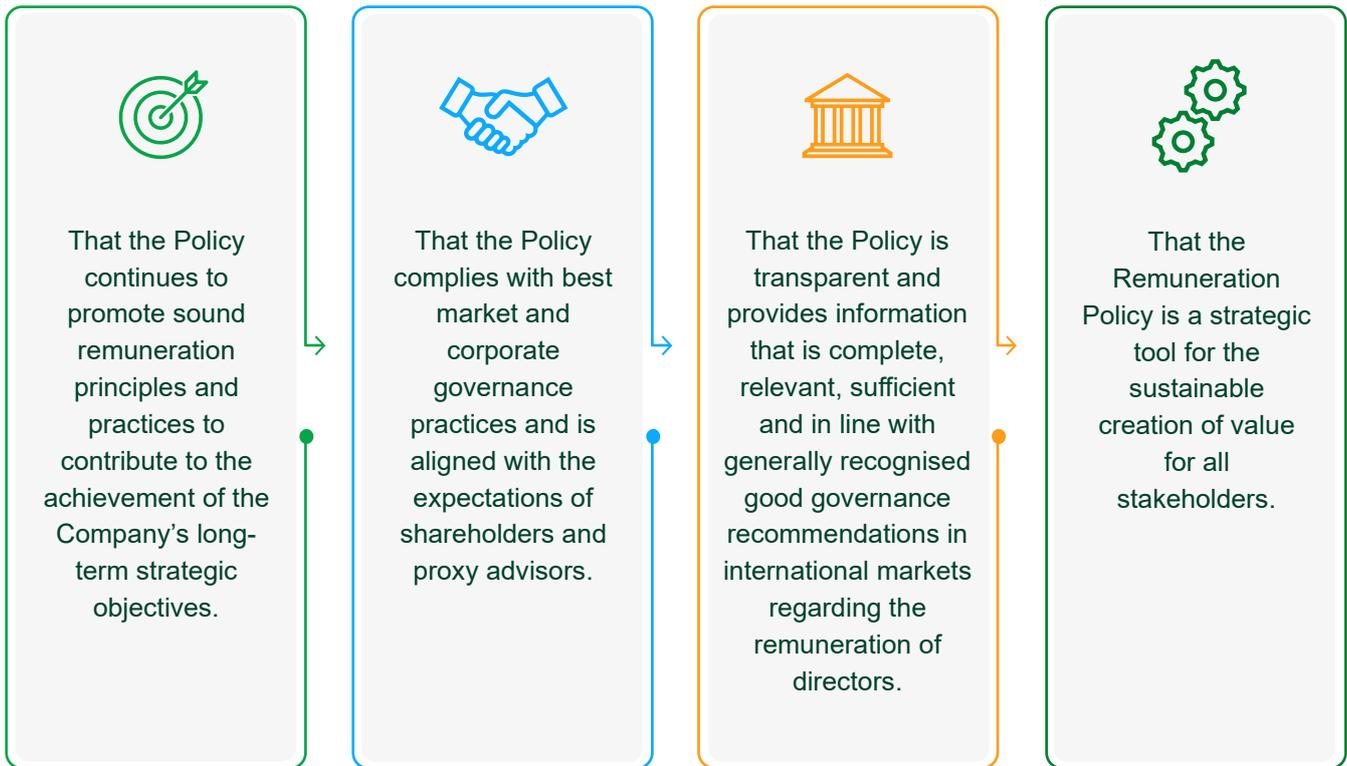 That the Policy
continues to
promote sound
remuneration
principles and
practices to
contribute to the
achievement of the
Company’s long-
term strategic
objectives.
That the Policy
complies with best
market and
corporate
governance
practices and is
aligned with the
expectations of
shareholders and
proxy advisors.
That the Policy is
transparent and
provides information
that is complete,
relevant, sufficient
and in line with
generally recognised
good governance
recommendations in
international markets
regarding the
remuneration of
directors.
That the
Remuneration
Policy is a strategic
tool for the
sustainable
creation of value
for all
stakeholders.